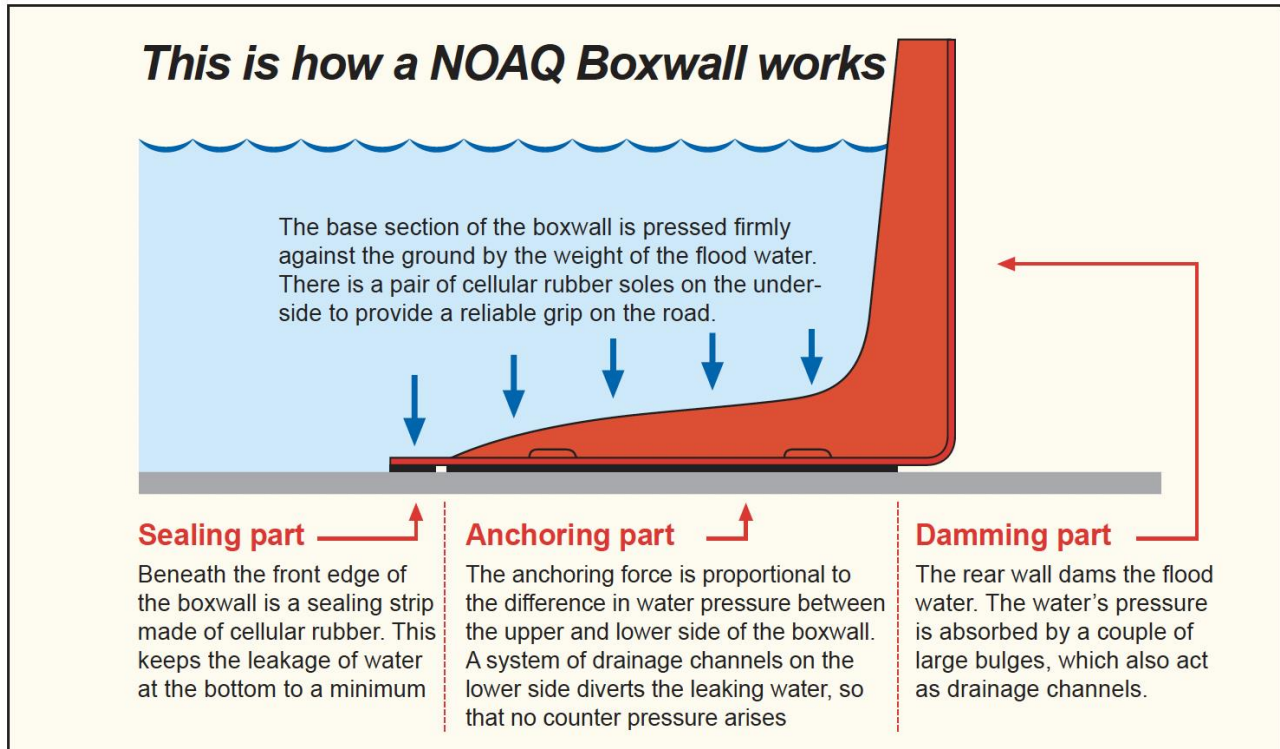 This is how a NOAQ Boxwall works
The base section of the boxwall is pressed firmly
against the ground by the weight of the flood water.
There is a pair of cellular rubber soles on the under-
side to provide a reliable grip on the road.
Sealing part
Beneath the front edge of
the boxwall is a sealing strip
made of cellular rubber. This
keeps the leakage of water
at the bottom to a minimum
Anchoring part
The anchoring force is proportional to
the difference in water pressure between
the upper and lower side of the boxwall.
A system of drainage channels on the
lower side diverts the leaking water, so
that no counter pressure arises
Damming part
The rear wall dams the flood
water. The water's pressure
is absorbed by a couple of
large bulges, which also act
as drainage channels.